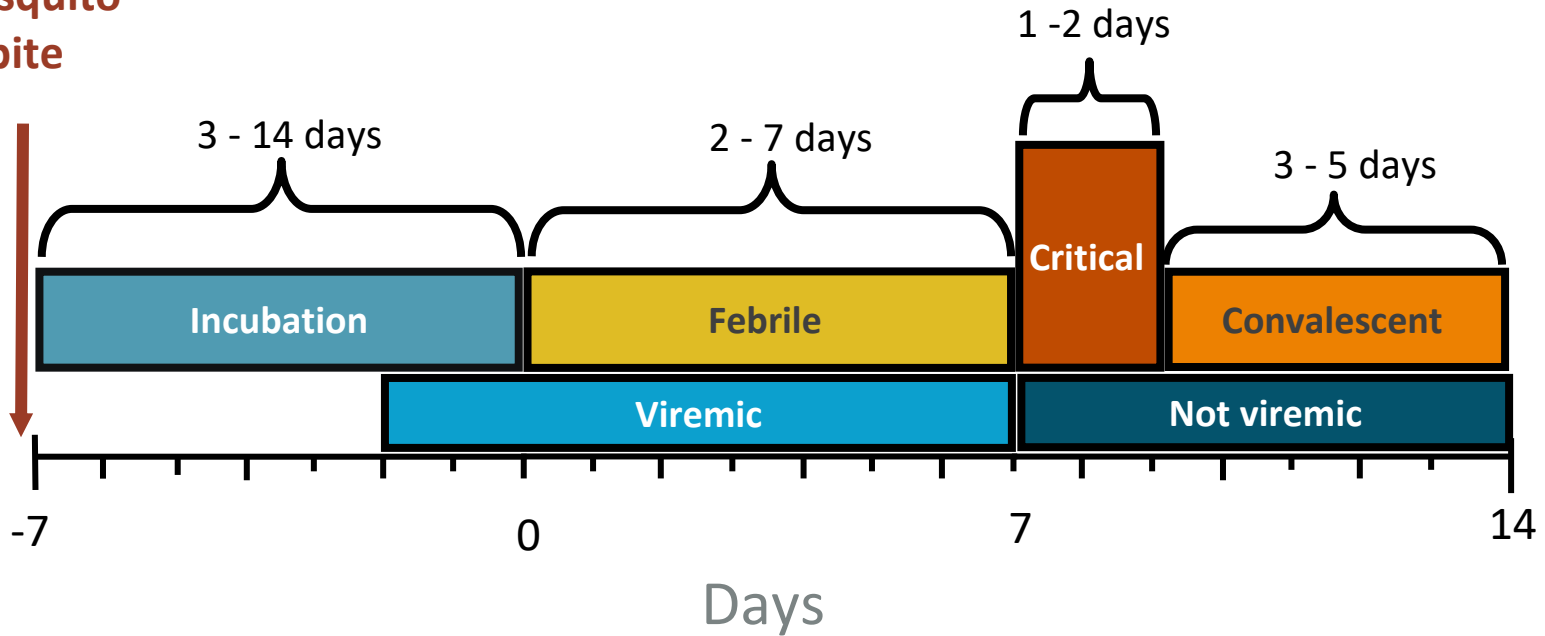 squito
bite
1 -2 days
3 - 14 days
2 - 7 days
3 - 5 days
Critical
Incubation
Febrile
Convalescent
Viremic
Not viremic
-7
0
7
14
Days